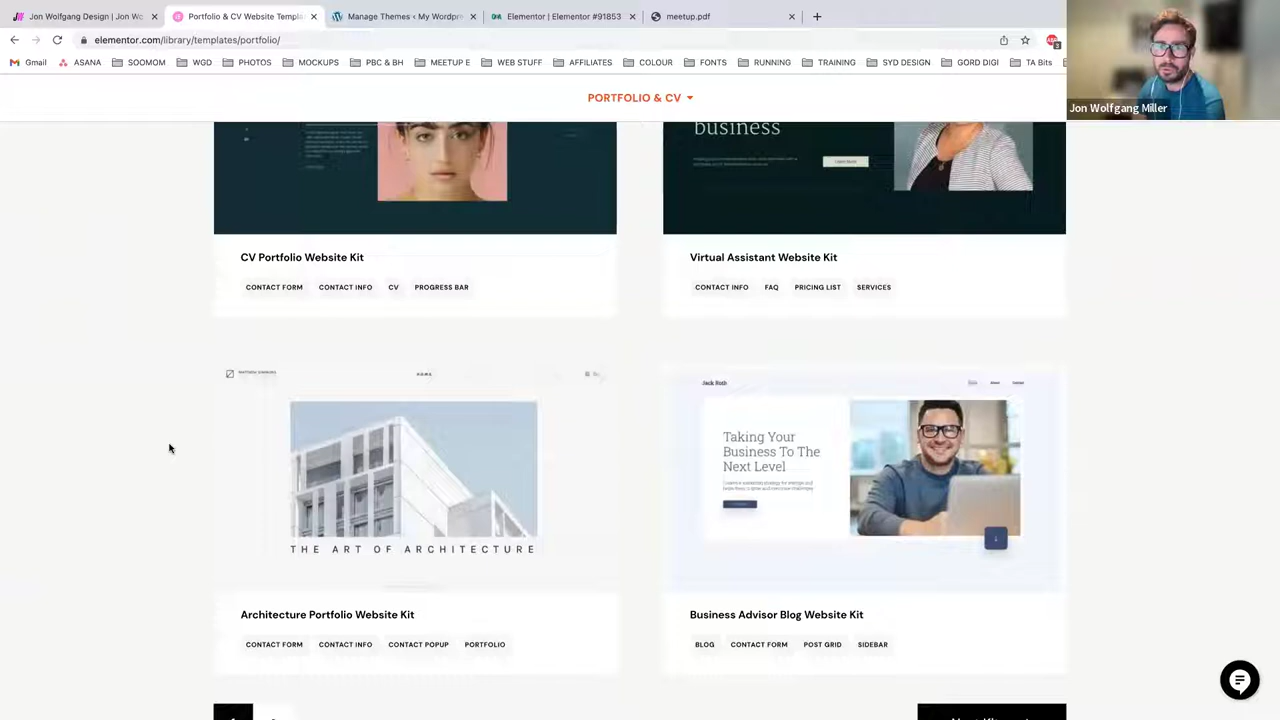 Jon Wolfgang Design | Jon Wc
Portfolio & CV Website Templa
Manage Themes ‹ My Wordpr
Elementor | Elementor #91853
meetup.pdf
elementor.com/library/templates/portfolio/
Gmail
ASANA
SOOMOM
WGD
PHOTOS
MOCKUPS
PBC & BH
MEETUP E
WEB STUFF
AFFILIATES
COLOUR
FONTS
RUNNING
TRAINING
SYD DESIGN
GORD DIGI
TA Bits
Jon Wolfgang Miller
PORTFOLIO & CV
business
CV Portfolio Website Kit
CONTACT FORM CONTACT INFO CV PROGRESS BAR
Virtual Assistant Website Kit
CONTACT INFO FAQ PRICING LIST SERVICES
THE ART OF ARCHITECTURE
Architecture Portfolio Website Kit
CONTACT FORM CONTACT INFO CONTACT POPUP PORTFOLIO
Jack Roth
Taking Your
Business To The
Next Level
Business Advisor Blog Website Kit
BLOG CONTACT FORM POST GRID SIDEBAR